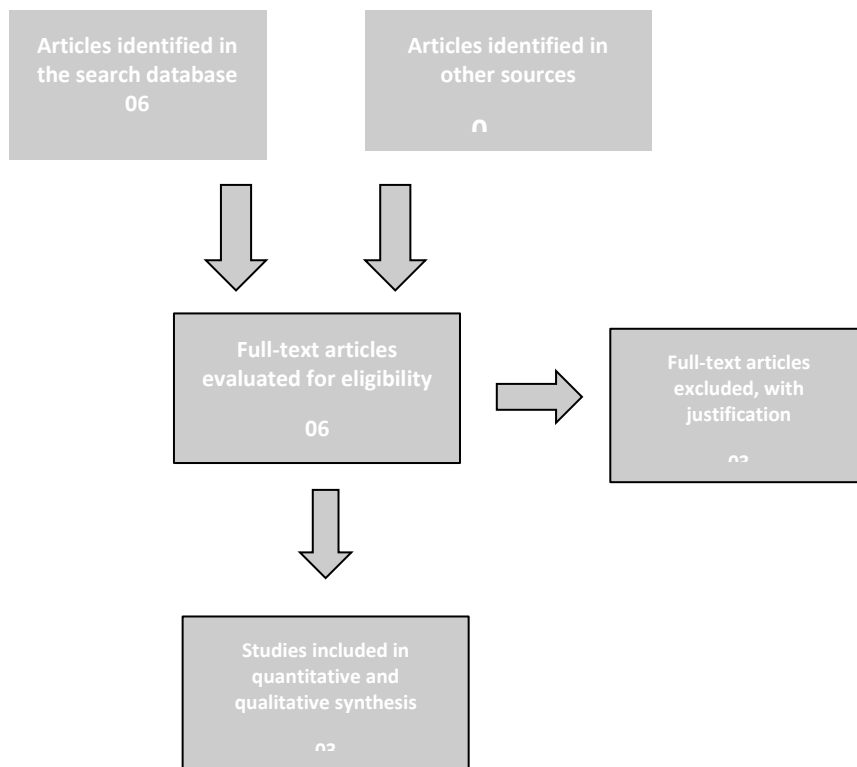 Articles identified in
the search database
06
Articles identified in
other sources
Full-text articles
evaluated for eligibility
06
Full-text articles
excluded, with
justification
Studies included in
quantitative and
qualitative synthesis